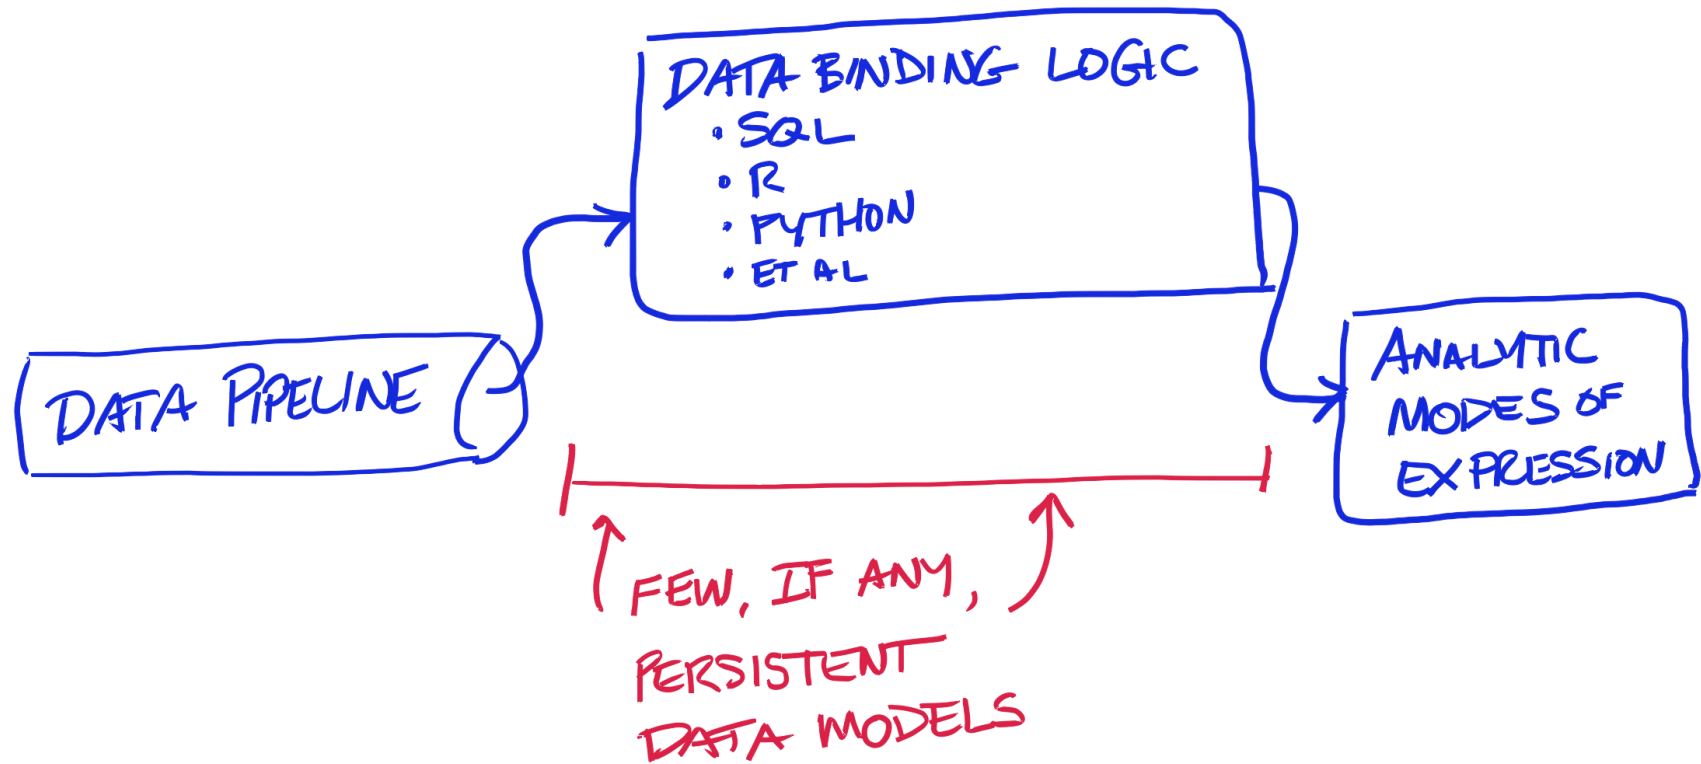 DATA BINDING LOGIC
• SQL
• R
• PYTHON
• ET AL
DATA PIPELINE
ANALYTIC
MODES OF
EXPRESSION
FEW, IF ANY,
PERSISTENT
DATA MODELS